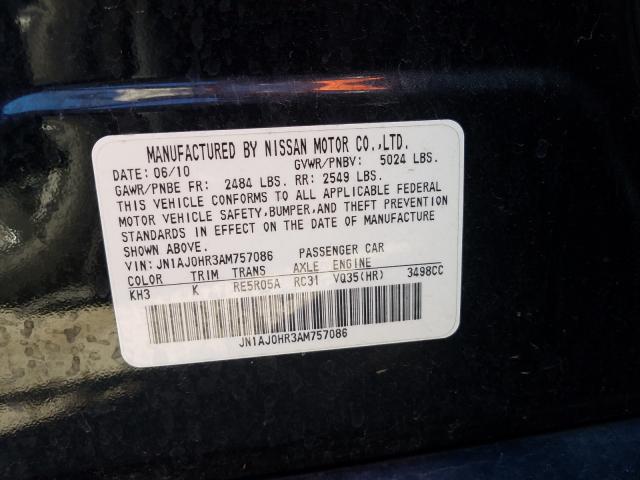 MANUFACTURED BY NISSAN MOTOR CO.,LTD.
DATE: 06/10 GVWR/PNBV: 5024 LBS.
GAWR/PNBE FR: 2484 LBS. RR: 2549 LBS.
THIS VEHICLE CONFORMS TO ALL APPLICABLE FEDERAL
MOTOR VEHICLE SAFETY,BUMPER,AND THEFT PREVENTION
STANDARDS IN EFFECT ON THE DATE OF MANUFACTURE
SHOWN ABOVE.
VIN: JN1AJ0HR3AM757086 PASSENGER CAR
COLOR TRIM TRANS AXLE ENGINE
KH3 K RE5R05A RC31 VQ35(HR) 3498CC
JN1AJ0HR3AM757086